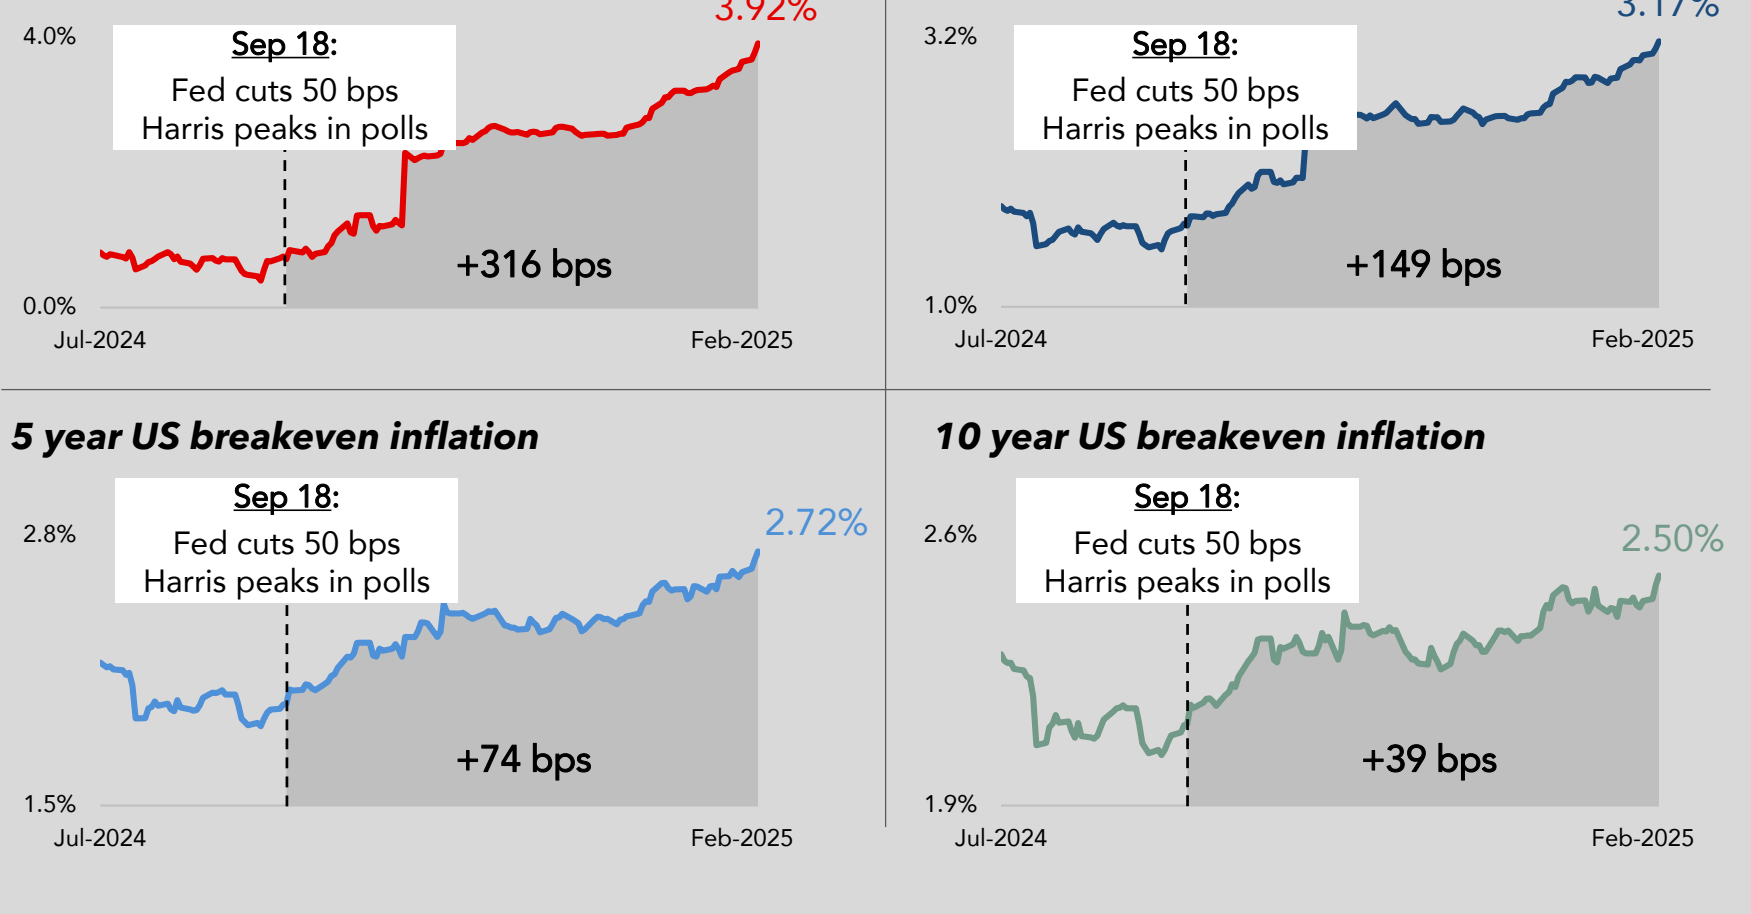 3.92%
4.0%
Sep 18:
Fed cuts 50 bps
Harris peaks in polls
+316 bps
0.0%
Jul-2024
Feb-2025
3.17%
3.2%
Sep 18:
Fed cuts 50 bps
Harris peaks in polls
+149 bps
1.0%
Jul-2024
Feb-2025
5 year US breakeven inflation
Sep 18:
Fed cuts 50 bps
Harris peaks in polls
2.72%
2.8%
+74 bps
1.5%
Jul-2024
Feb-2025
10 year US breakeven inflation
Sep 18:
Fed cuts 50 bps
Harris peaks in polls
2.50%
2.6%
+39 bps
1.9%
Jul-2024
Feb-2025